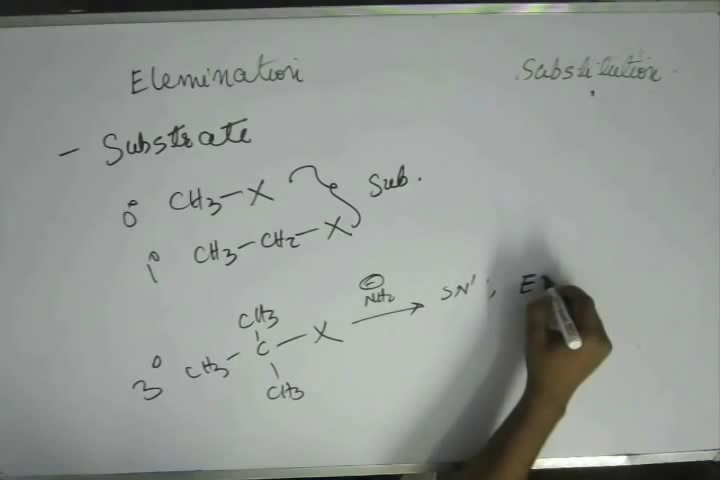 Elemination
Substitution
- Substrate
0° CH3-X
Sub.
1° CH3-CH2-X
3° CH3-C-X
CH3
CH3
⊖
NH2
→ SN1 ; E